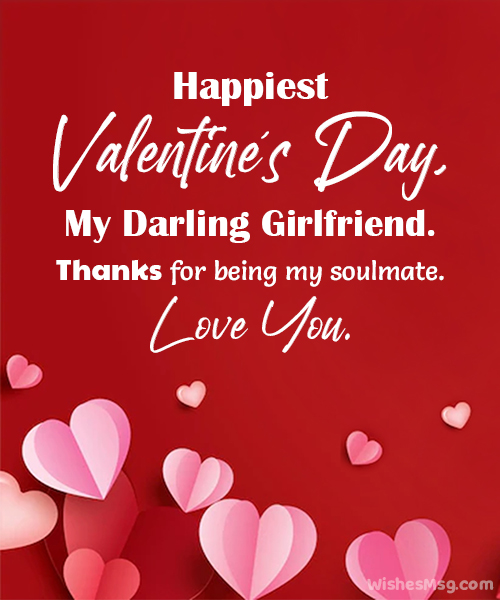 Happiest
Valentine's Day,
My Darling Girlfriend.
Thanks for being my soulmate.
Love You.
WishesMsg.com